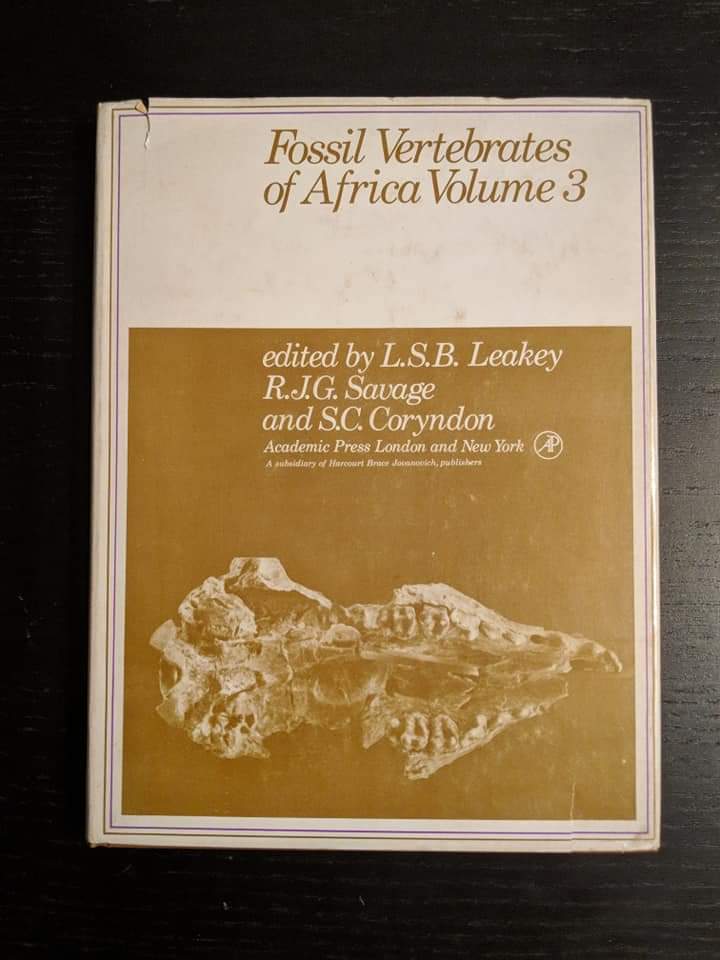 Fossil Vertebrates
of Africa Volume 3
edited by L.S.B. Leakey
R.J.G. Savage
and S.C. Coryndon
Academic Press London and New York AP
A subsidiary of Harcourt Brace Jovanovich, publishers